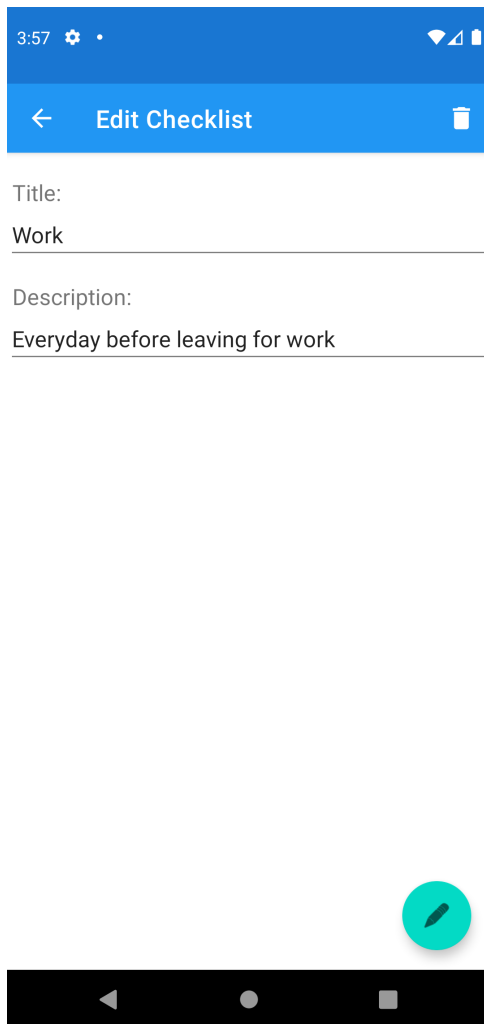 3:57
Edit Checklist
Title:
Work
Description:
Everyday before leaving for work